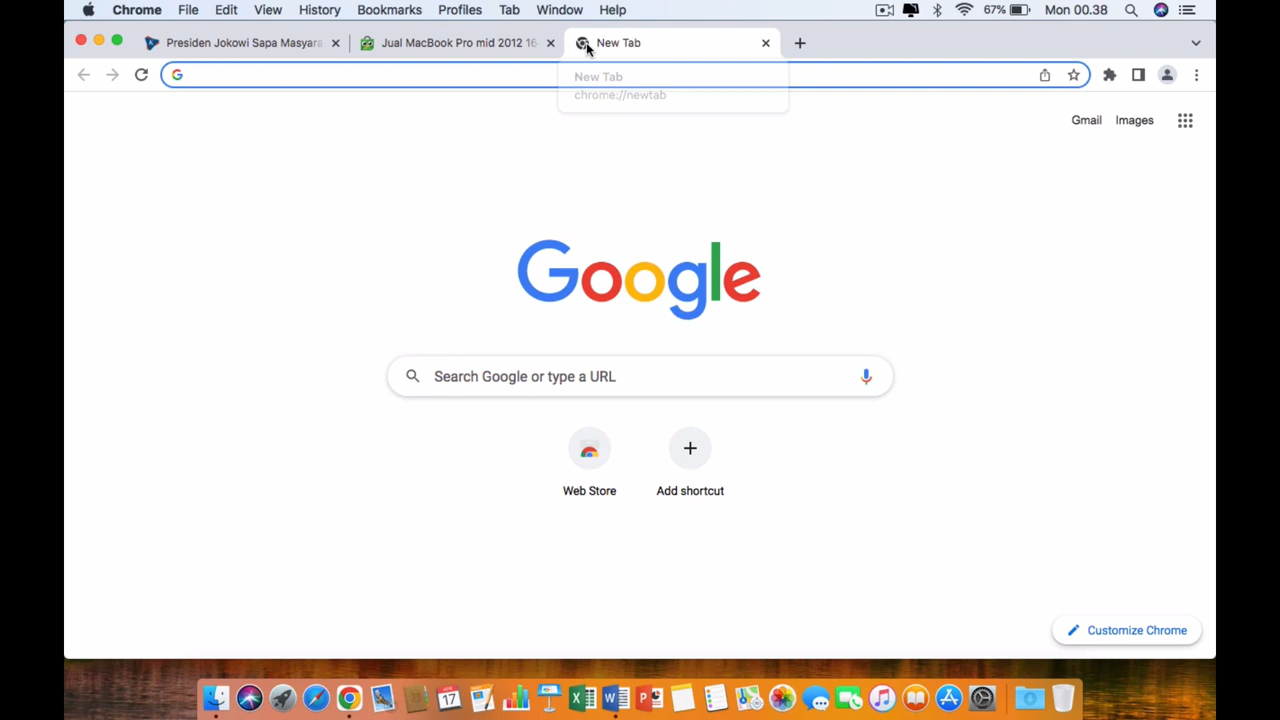 Chrome File Edit View History Bookmarks Profiles Tab Window Help 67% Mon 00.38
Presiden Jokowi Sapa Masyara Jual MacBook Pro mid 2012 16 New Tab
New Tab
chrome://newtab
Gmail Images
Google
Search Google or type a URL
Web Store Add shortcut
Customize Chrome
17